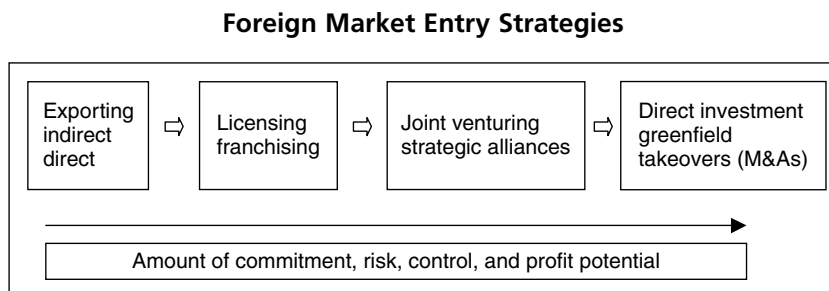 Foreign Market Entry Strategies
Exporting
indirect
direct
Licensing
franchising
Joint venturing
strategic alliances
Direct investment
greenfield
takeovers (M&As)
Amount of commitment, risk, control, and profit potential